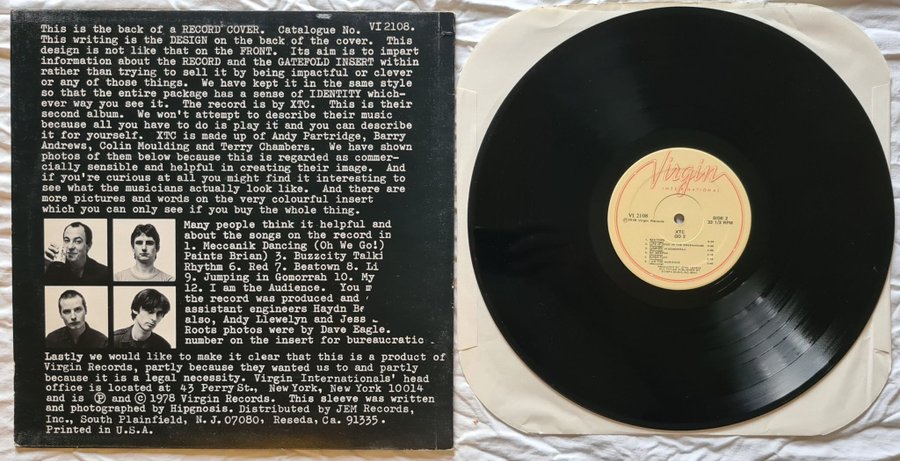 This is the back of a RECORD COVER. Catalogue No. VI 2108.
This writing is the DESIGN on the back of the cover. This
design is not like that on the FRONT. Its aim is to impart
information about the RECORD and the GATEFOLD INSERT within
rather than trying to sell it by being impactful or clever
or any of those things. We have kept it in the same style
so that the entire package has a sense of IDENTITY which-
ever way you see it. The record is by XTC. This is their
second album. We won't attempt to describe their music
because all you have to do is play it and you can describe
it for yourself. XTC is made up of Andy Partridge, Barry
Andrews, Colin Moulding and Terry Chambers. We have shown
photos of them below because this is regarded as commer-
cially sensible and helpful in creating their image. And
if you're curious at all you might find it interesting to
see what the musicians actually look like. And there are
more pictures and words on the very colourful insert
which you can only see if you buy the whole thing.
Many people think it helpful and
about the songs on the record in
1. Meccanik Dancing (Oh We Go!)
Paints Brian) 3. Buzzcity Talki
Rhythm 6. Red 7. Beatown 8. Li
9. Jumping in Gomorrah 10. My
12. I am the Audience. You m
the record was produced and
assistant engineers Haydn Be
also, Andy Llewelyn and Jess
Roots photos were by Dave Eagle.
number on the insert for bureaucratic
Lastly we would like to make it clear that this is a product of
Virgin Records, partly because they wanted us to and partly
because it is a legal necessity. Virgin Internationals' head
office is located at 43 Perry St., New York, New York 10014
and is ℗ and © 1978 Virgin Records. This sleeve was written
and photographed by Hipgnosis. Distributed by JEM Records,
Inc., South Plainfield, N.J. 07080, Reseda, Ca. 91335.
Printed in U.S.A.
Virgin
INTERNATIONAL
VI 2108
℗ 1978 Virgin Records
SIDE 2
33 1/3 RPM
XTC
GO 2